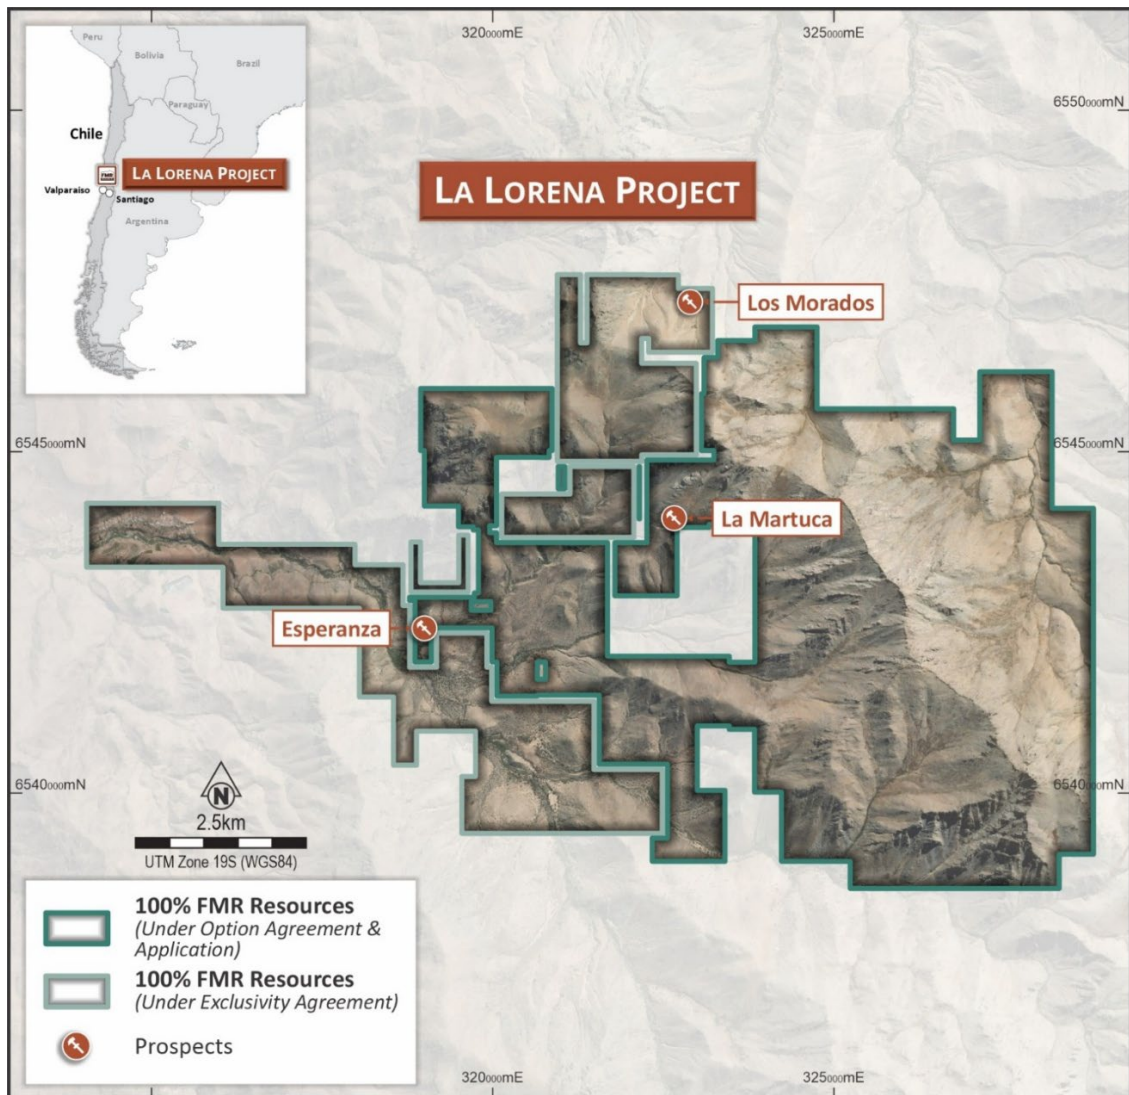 320000mE
325000mE
Peru
Bolivia
Brazil
Paraguay
Chile
FMR
LA LORENA PROJECT
Valparaiso
Santiago
Argentina
6550000mN
LA LORENA PROJECT
Los Morados
6545000mN
6545000mN
La Martuca
Esperanza
6540000mN
6540000mN
N
2.5km
UTM Zone 19S (WGS84)
100% FMR Resources
(Under Option Agreement &
Application)
100% FMR Resources
(Under Exclusivity Agreement)
Prospects
320000mE
325000mE